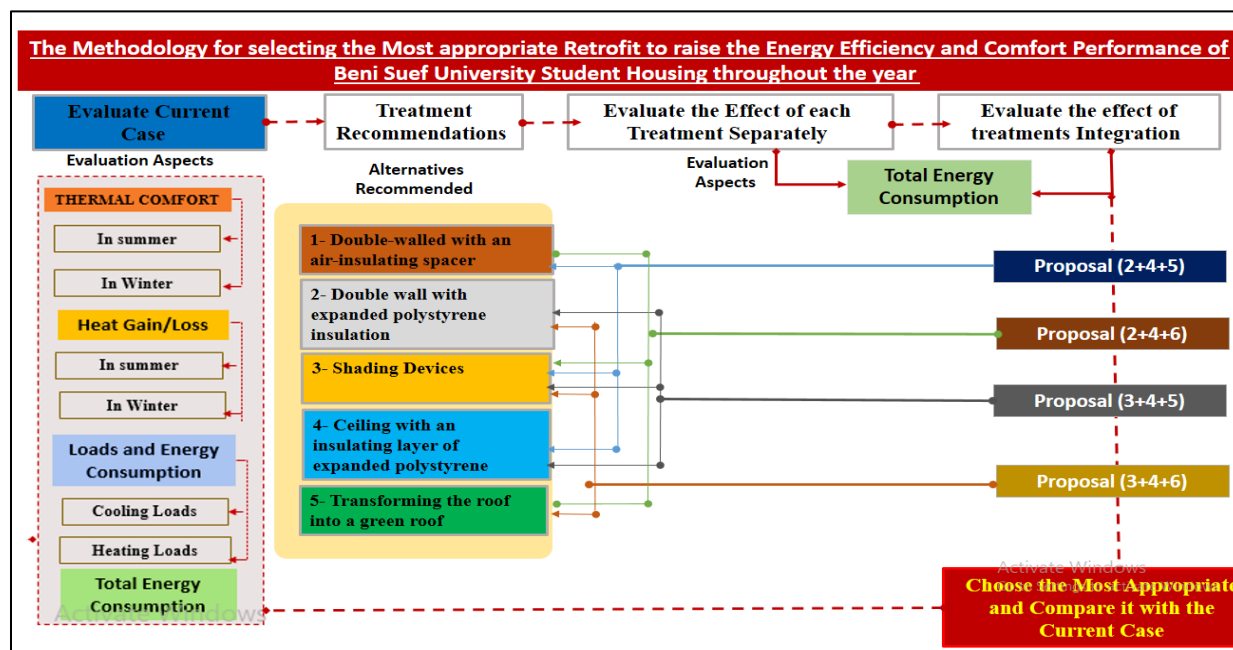 The Methodology for selecting the Most appropriate Retrofit to raise the Energy Efficiency and Comfort Performance of
Beni Suef University Student Housing throughout the year
Evaluate Current
Case
Treatment
Recommendations
Evaluate the Effect of each
Treatment Separately
Evaluate the effect of
treatments Integration
Evaluation Aspects
Alternatives
Recommended
Evaluation
Aspects
Total Energy
Consumption
THERMAL COMFORT
In summer
In Winter
Heat Gain/Loss
In summer
In Winter
Loads and Energy
Consumption
Cooling Loads
Heating Loads
Total Energy
Consumption
1- Double-walled with an
air-insulating spacer
2- Double wall with
expanded polystyrene
insulation
3- Shading Devices
4- Ceiling with an
insulating layer of
expanded polystyrene
5- Transforming the roof
into a green roof
Proposal (2+4+5)
Proposal (2+4+6)
Proposal (3+4+5)
Proposal (3+4+6)
Activate Windows
Choose the Most Appropriate
and Compare it with the
Current Case
Activate Windows